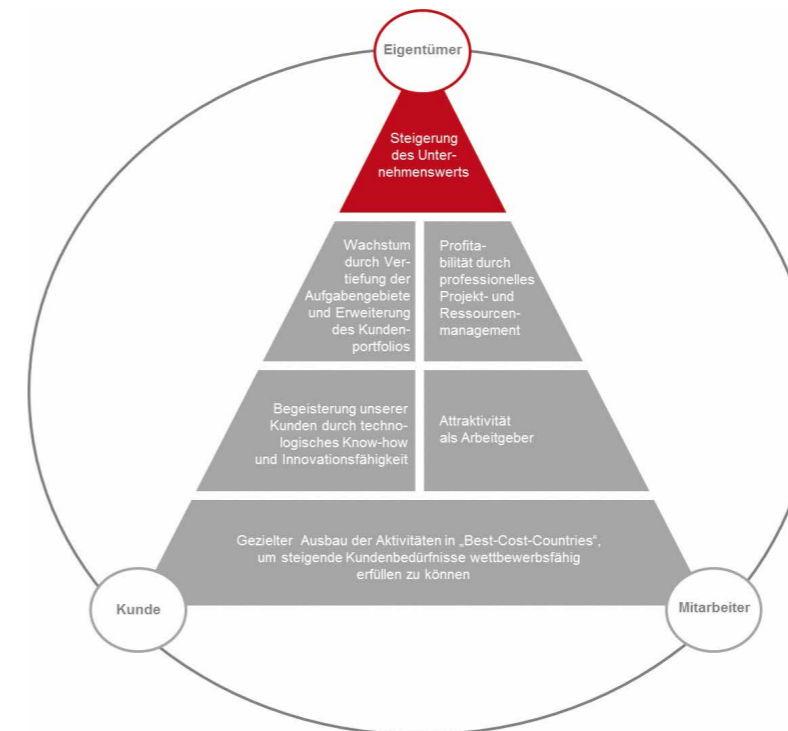 Eigentümer
Steigerung
des Unter-
nehmenswerts
Wachstum
durch Ver-
tiefung der
Aufgabengebiete
und Erweiterung
des Kunden-
portfolios
Profita-
bilität durch
professionelles
Projekt- und
Ressourcen-
management
Begeisterung unserer
Kunden durch techno-
logisches Know-how
und Innovationsfähigkeit
Attraktivität
als Arbeitgeber
Gezielter Ausbau der Aktivitäten in „Best-Cost-Countries“,
um steigende Kundenbedürfnisse wettbewerbsfähig
erfüllen zu können
Kunde
Mitarbeiter